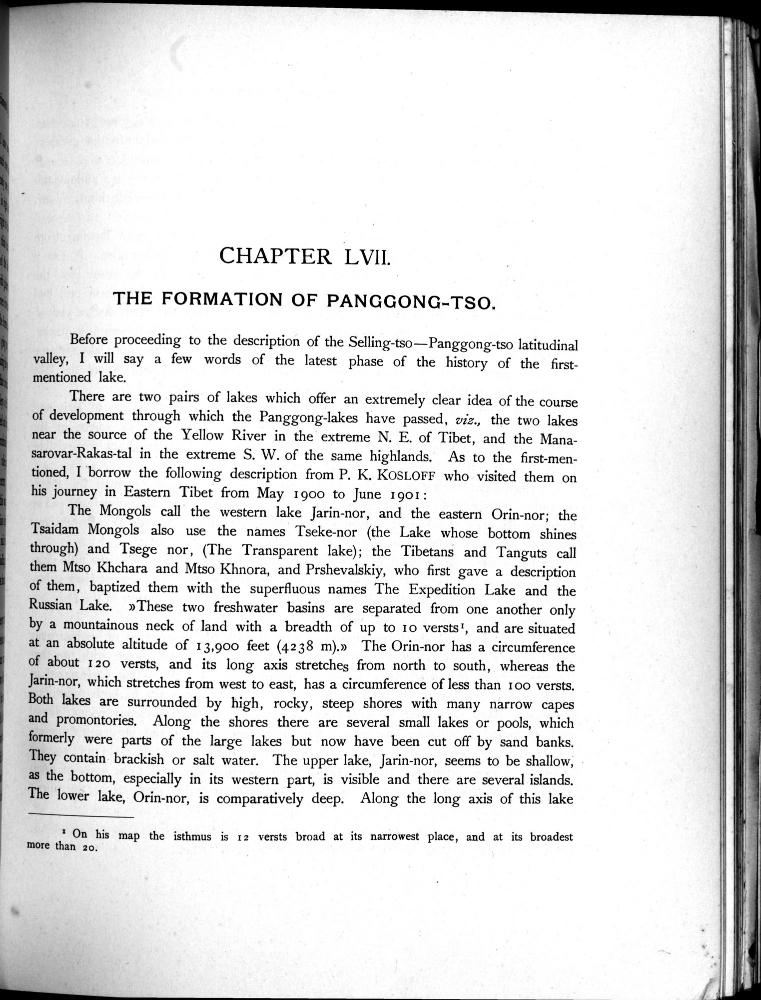 CHAPTER LVII.
THE FORMATION OF PANGGONG-TSO.
Before proceeding to the description of the Selling-tso—Panggong-tso latitudinal
valley, I will say a few words of the latest phase of the history of the first-
mentioned lake.
There are two pairs of lakes which offer an extremely clear idea of the course
of development through which the Panggong-lakes have passed, viz., the two lakes
near the source of the Yellow River in the extreme N. E. of Tibet, and the Mana-
sarovar-Rakas-tal in the extreme S. W. of the same highlands. As to the first-men-
tioned, I borrow the following description from P. K. KOSLOFF who visited them on
his journey in Eastern Tibet from May 1900 to June 1901:
The Mongols call the western lake Jarin-nor, and the eastern Orin-nor; the
Tsaidam Mongols also use the names Tseke-nor (the Lake whose bottom shines
through) and Tsege nor, (The Transparent lake); the Tibetans and Tanguts call
them Mtso Khchara and Mtso Khnora, and Prshevalskiy, who first gave a description
of them, baptized them with the superfluous names The Expedition Lake and the
Russian Lake. »These two freshwater basins are separated from one another only
by a mountainous neck of land with a breadth of up to 10 versts¹, and are situated
at an absolute altitude of 13,900 feet (4238 m).» The Orin-nor has a circumference
of about 120 versts, and its long axis stretches from north to south, whereas the
Jarin-nor, which stretches from west to east, has a circumference of less than 100 versts.
Both lakes are surrounded by high, rocky, steep shores with many narrow capes
and promontories. Along the shores there are several small lakes or pools, which
formerly were parts of the large lakes but now have been cut off by sand banks.
They contain brackish or salt water. The upper lake, Jarin-nor, seems to be shallow,
as the bottom, especially in its western part, is visible and there are several islands.
The lower lake, Orin-nor, is comparatively deep. Along the long axis of this lake
¹ On his map the isthmus is 12 versts broad at its narrowest place, and at its broadest
more than 20.